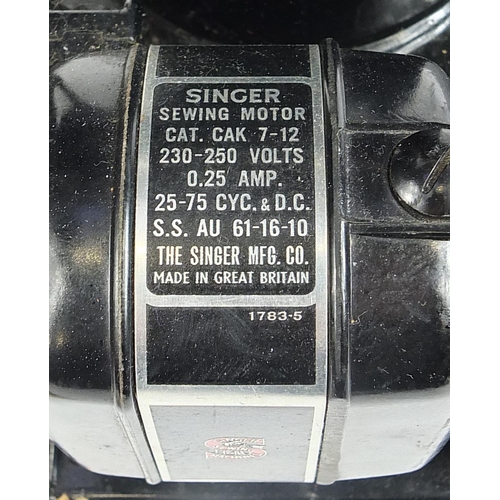 SINGER
SEWING MOTOR
CAT. CAK 7-12
230-250 VOLTS
0.25 AMP.
25-75 CYC. & D.C.
S.S. AU 61-16-10
THE SINGER MFG. CO.
MADE IN GREAT BRITAIN
1783-5